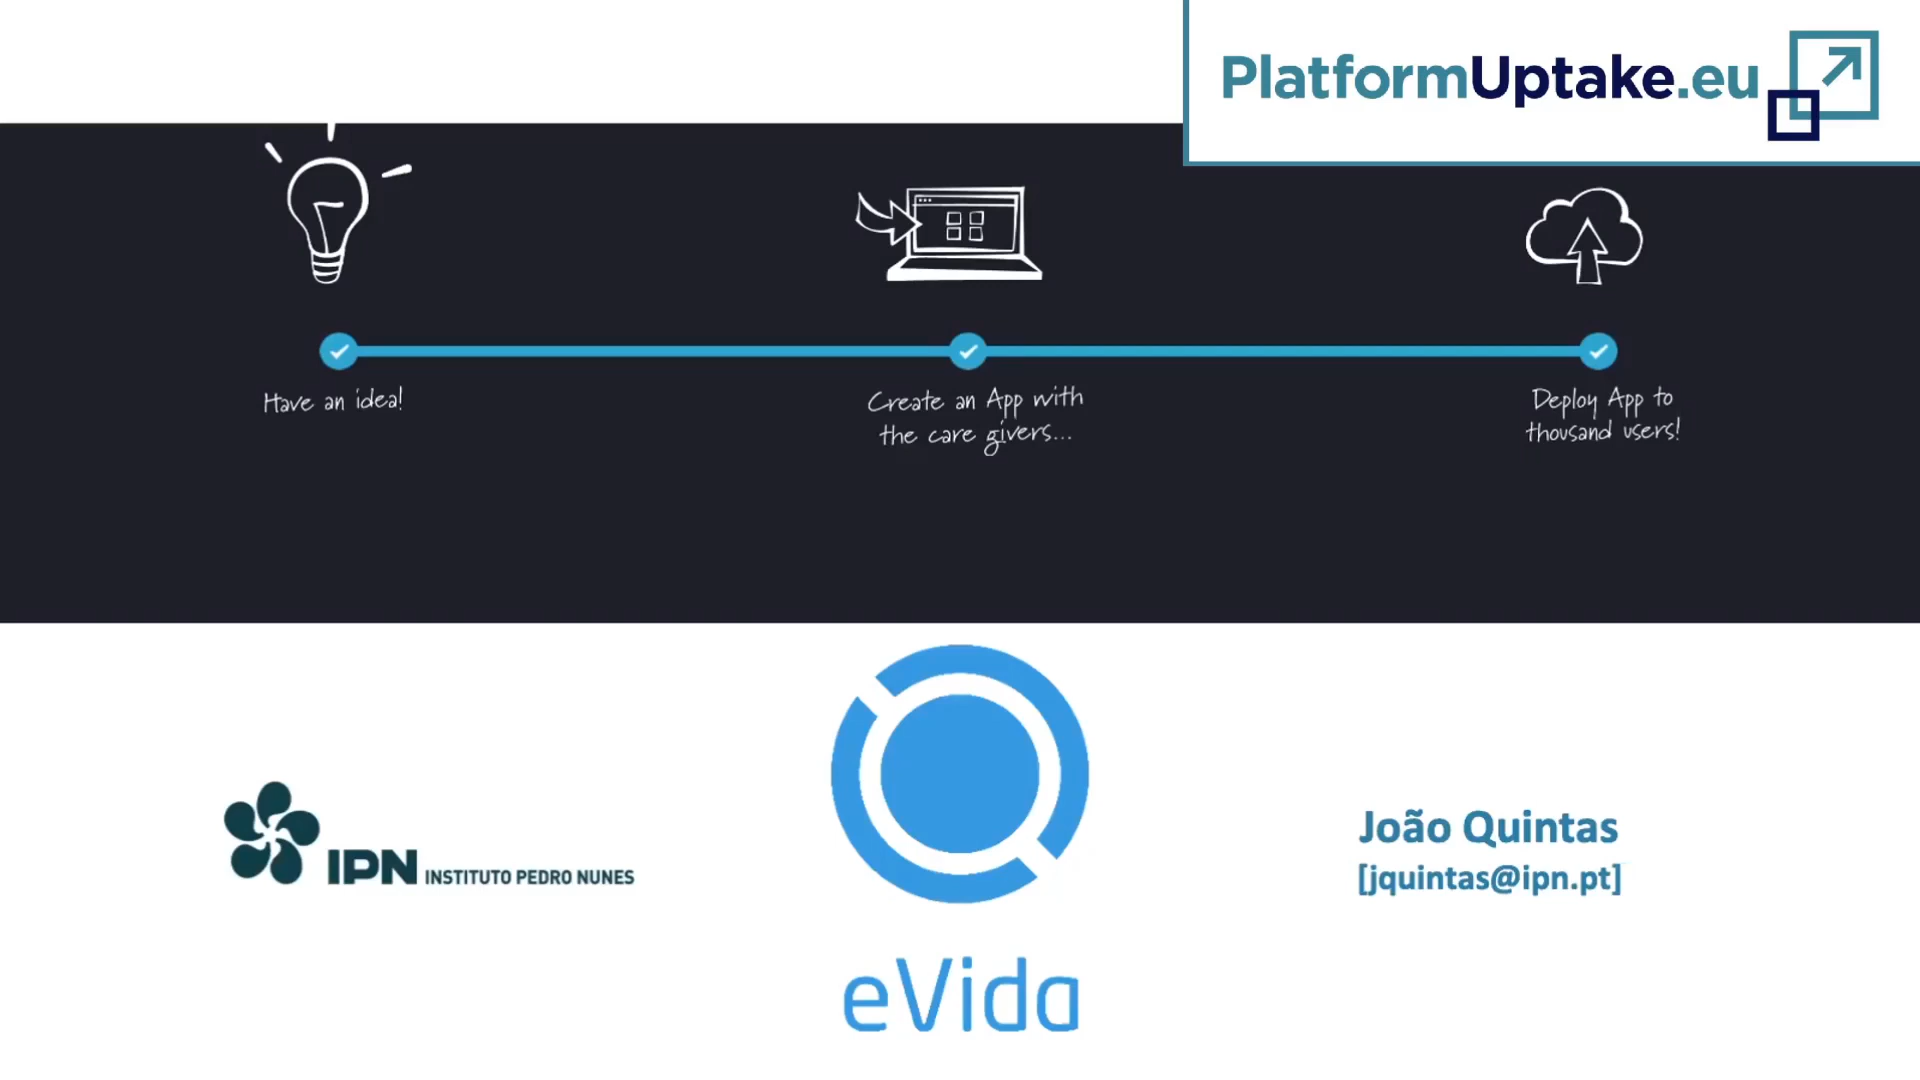 PlatformUptake.eu
Have an idea!
Create an App with
the care givers...
Deploy App to
thousand users!
IPN INSTITUTO PEDRO NUNES
eVida
João Quintas
[jquintas@ipn.pt]